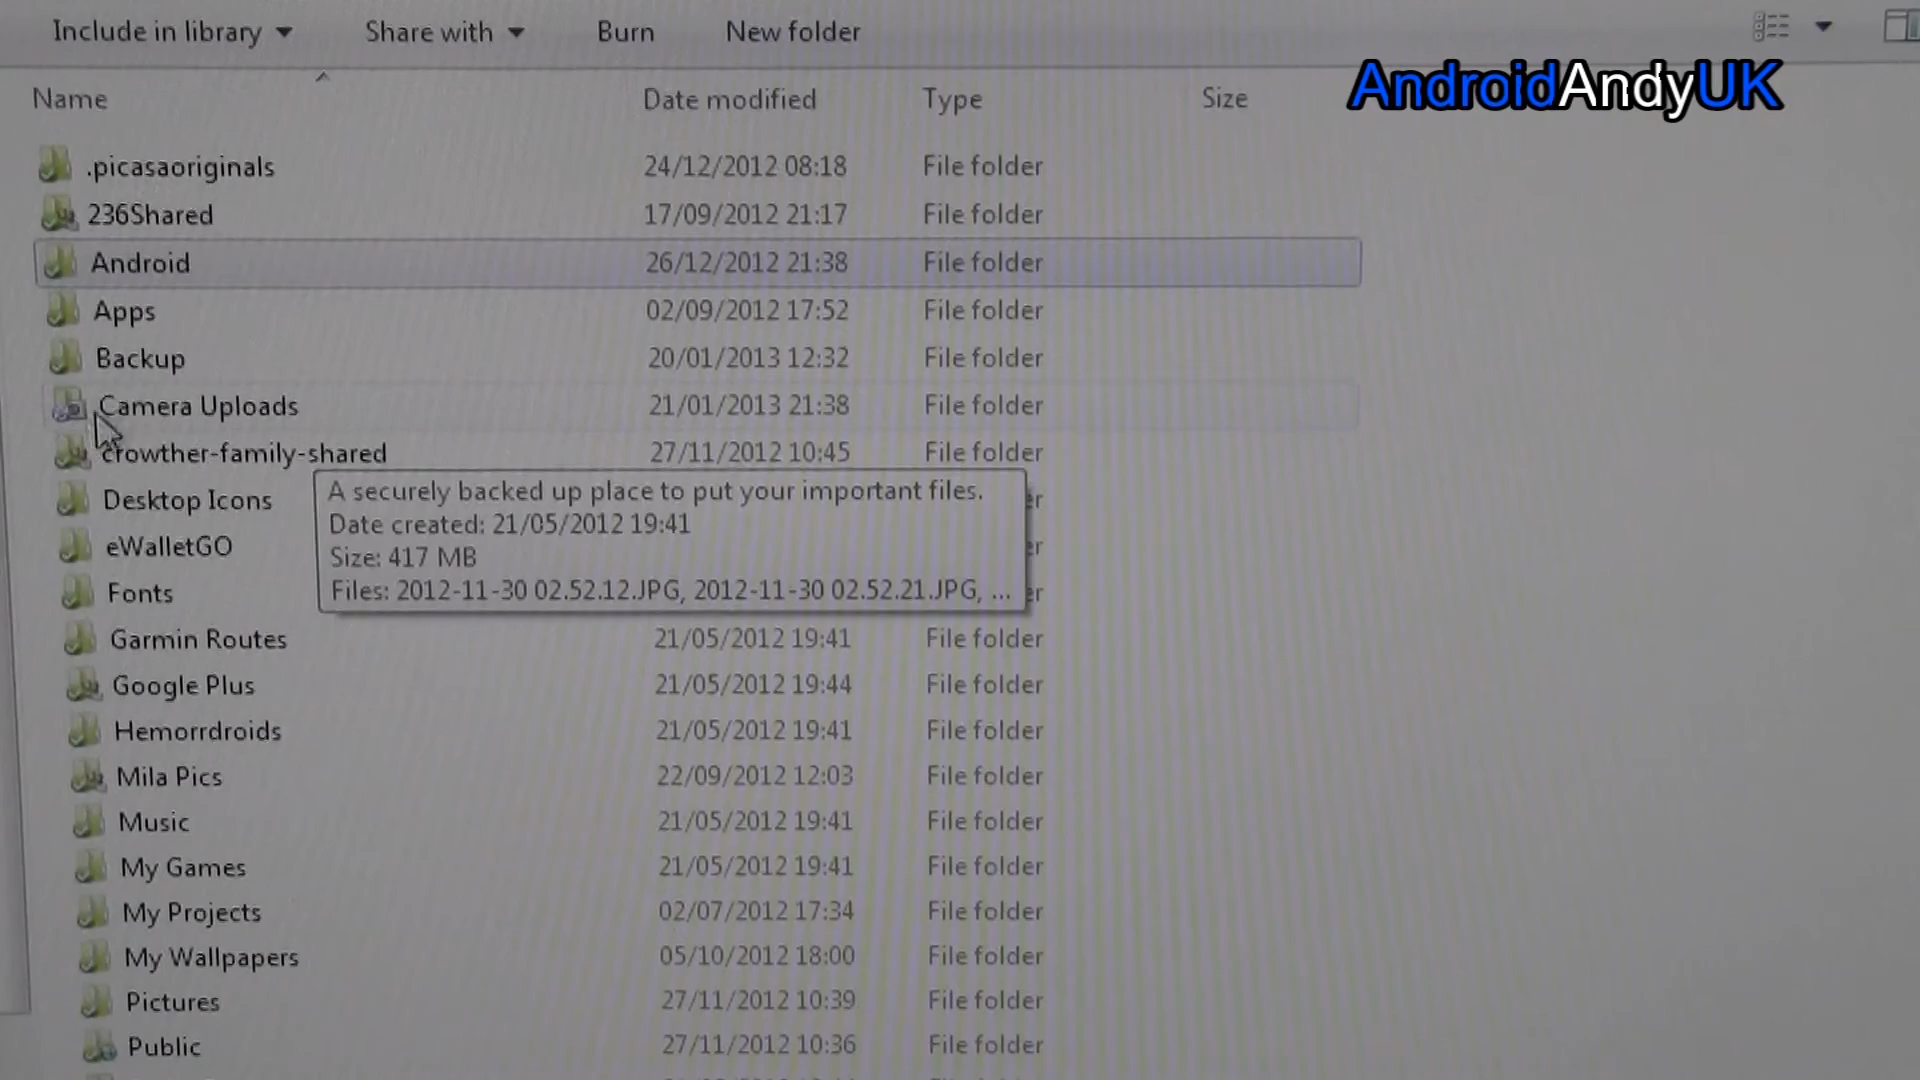 Include in library Share with Burn New folder
AndroidAndyUK
Name Date modified Type Size
.picasaoriginals 24/12/2012 08:18 File folder
236Shared 17/09/2012 21:17 File folder
Android 26/12/2012 21:38 File folder
Apps 02/09/2012 17:52 File folder
Backup 20/01/2013 12:32 File folder
Camera Uploads 21/01/2013 21:38 File folder
crowther-family-shared 27/11/2012 10:45 File folder
Desktop Icons
eWalletGO
Fonts
A securely backed up place to put your important files.
Date created: 21/05/2012 19:41
Size: 417 MB
Files: 2012-11-30 02.52.12.JPG, 2012-11-30 02.52.21.JPG, ...
Garmin Routes 21/05/2012 19:41 File folder
Google Plus 21/05/2012 19:44 File folder
Hemorrdroids 21/05/2012 19:41 File folder
Mila Pics 22/09/2012 12:03 File folder
Music 21/05/2012 19:41 File folder
My Games 21/05/2012 19:41 File folder
My Projects 02/07/2012 17:34 File folder
My Wallpapers 05/10/2012 18:00 File folder
Pictures 27/11/2012 10:39 File folder
Public 27/11/2012 10:36 File folder